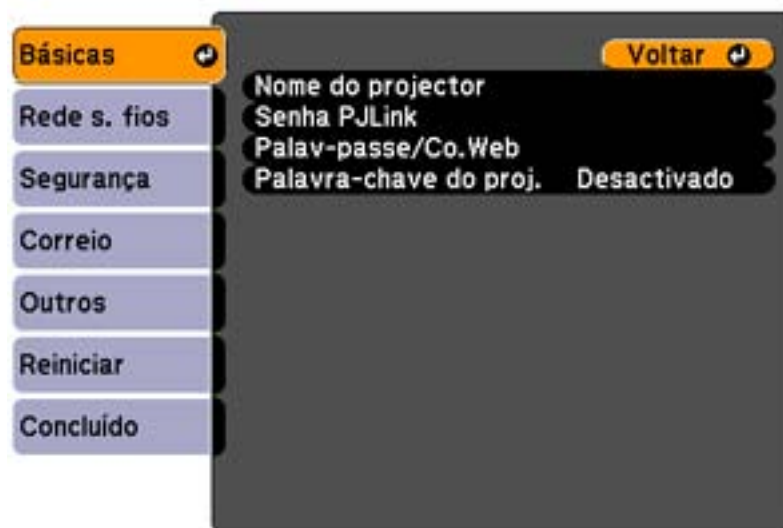 Básicas
Rede s. fios
Segurança
Correio
Outros
Reiniciar
Concluído
Voltar
Nome do projector
Senha PJLink
Palav-passe/Co.Web
Palavra-chave do proj. Desactivado